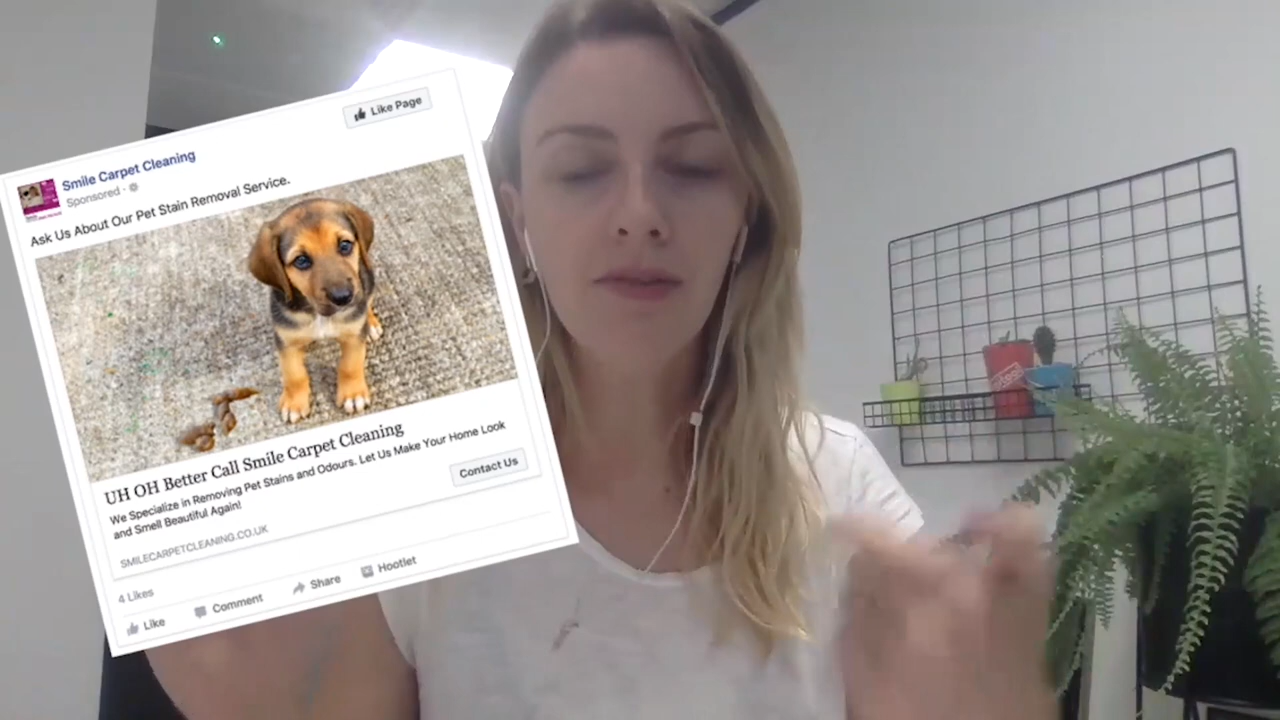 Like Page
Smile Carpet Cleaning
Sponsored ·
Ask Us About Our Pet Stain Removal Service.
UH OH Better Call Smile Carpet Cleaning
We Specialize in Removing Pet Stains and Odours. Let Us Make Your Home Look
and Smell Beautiful Again!
Contact Us
SMILECARPETCLEANING.CO.UK
4 Likes
Like Comment Share Hootlet